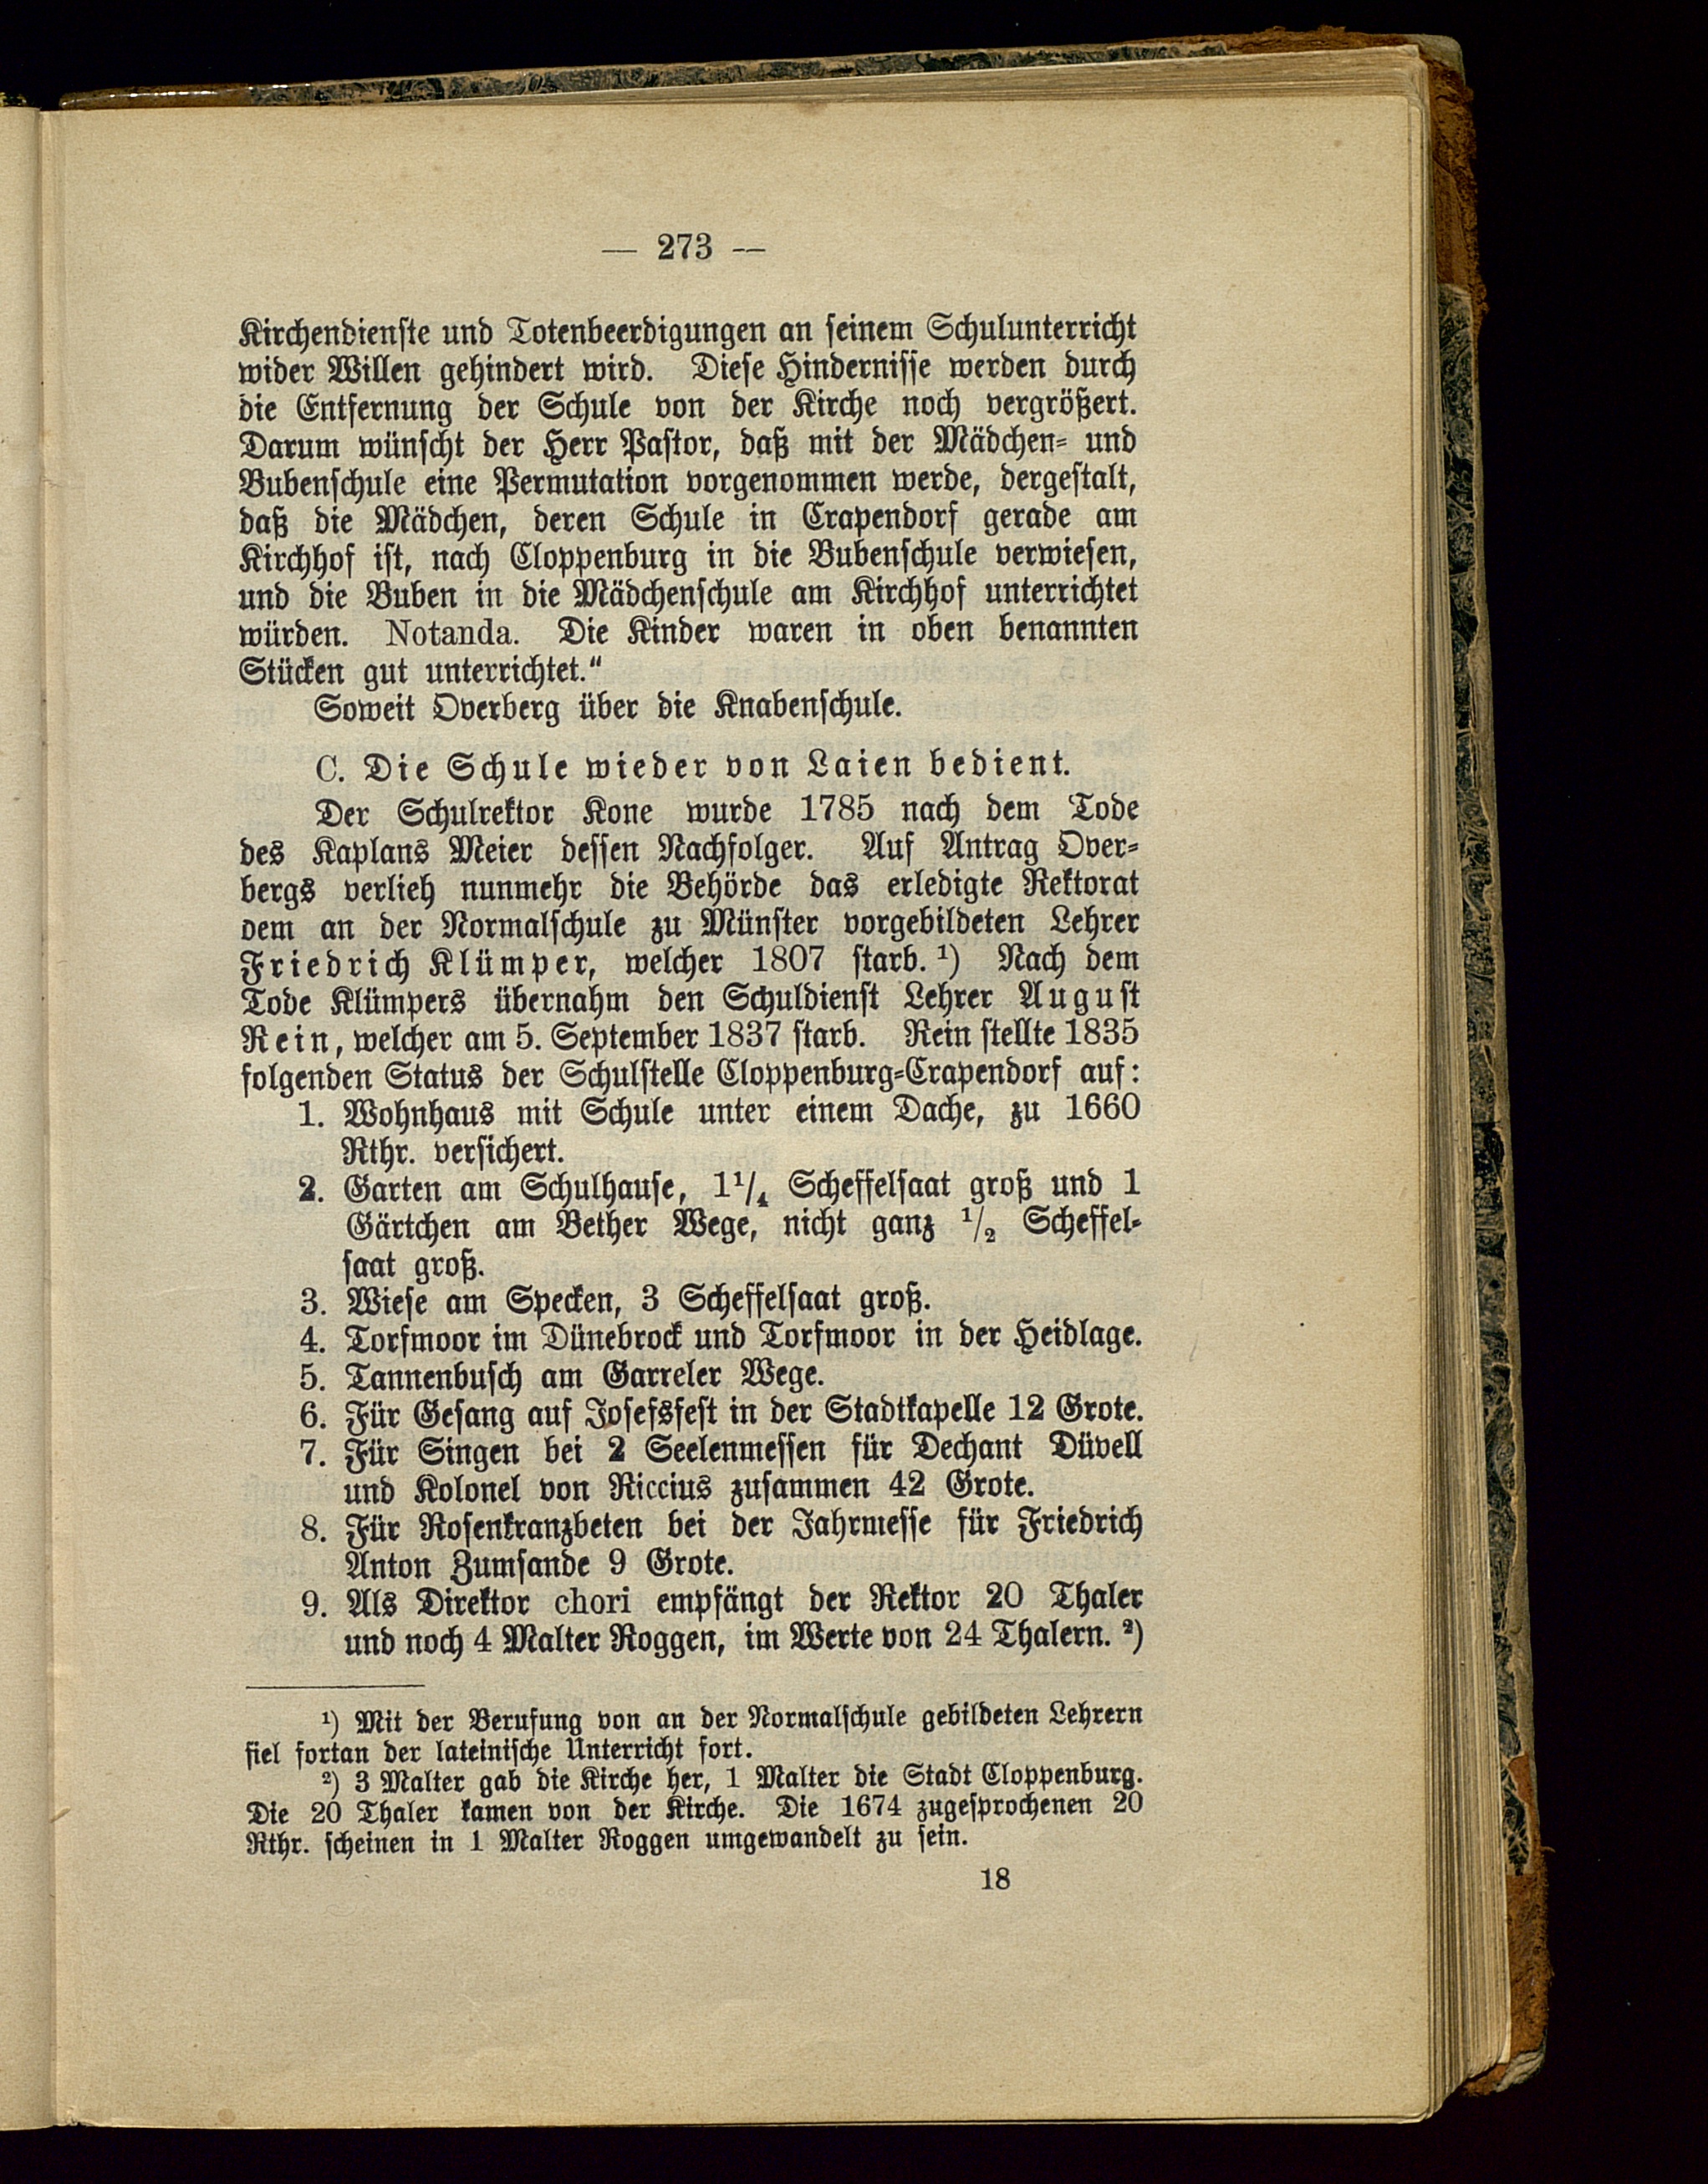 — 273 —
Kirchendienste und Totenbeerdigungen an seinem Schulunterricht
wider Willen gehindert wird. Diese Hindernisse werden durch
die Entfernung der Schule von der Kirche noch vergrößert.
Darum wünscht der Herr Pastor, daß mit der Mädchen- und
Bubenschule eine Permutation vorgenommen werde, dergestalt,
daß die Mädchen, deren Schule in Crapendorf gerade am
Kirchhof ist, nach Cloppenburg in die Bubenschule verwiesen,
und die Buben in die Mädchenschule am Kirchhof unterrichtet
würden. Notanda. Die Kinder waren in oben benannten
Stücken gut unterrichtet.“
Soweit Overberg über die Knabenschule.
C. Die Schule wieder von Laien bedient.
Der Schulrektor Kone wurde 1785 nach dem Tode
des Kaplans Meier dessen Nachfolger. Auf Antrag Over-
bergs verlieh nunmehr die Behörde das erledigte Rektorat
dem an der Normalschule zu Münster vorgebildeten Lehrer
Friedrich Klümper, welcher 1807 starb. ¹) Nach dem
Tode Klümpers übernahm den Schuldienst Lehrer August
Rein, welcher am 5. September 1837 starb. Rein stellte 1835
folgenden Status der Schulstelle Cloppenburg-Crapendorf auf:
1. Wohnhaus mit Schule unter einem Dache, zu 1660
Rthr. versichert.
2. Garten am Schulhause, 1¹/₄ Scheffelsaat groß und 1
Gärtchen am Bether Wege, nicht ganz ¹/₂ Scheffel-
saat groß.
3. Wiese am Specken, 3 Scheffelsaat groß.
4. Torfmoor im Dünebrock und Torfmoor in der Heidlage.
5. Tannenbusch am Garreler Wege.
6. Für Gesang auf Josefsfest in der Stadtkapelle 12 Grote.
7. Für Singen bei 2 Seelenmessen für Dechant Düvell
und Kolonel von Riccius zusammen 42 Grote.
8. Für Rosenkranzbeten bei der Jahrmesse für Friedrich
Anton Zumsande 9 Grote.
9. Als Direktor chori empfängt der Rektor 20 Thaler
und noch 4 Malter Roggen, im Werte von 24 Thalern. ²)
¹) Mit der Berufung von an der Normalschule gebildeten Lehrern
fiel fortan der lateinische Unterricht fort.
²) 3 Malter gab die Kirche her, 1 Malter die Stadt Cloppenburg.
Die 20 Thaler kamen von der Kirche. Die 1674 zugesprochenen 20
Rthr. scheinen in 1 Malter Roggen umgewandelt zu sein.
18